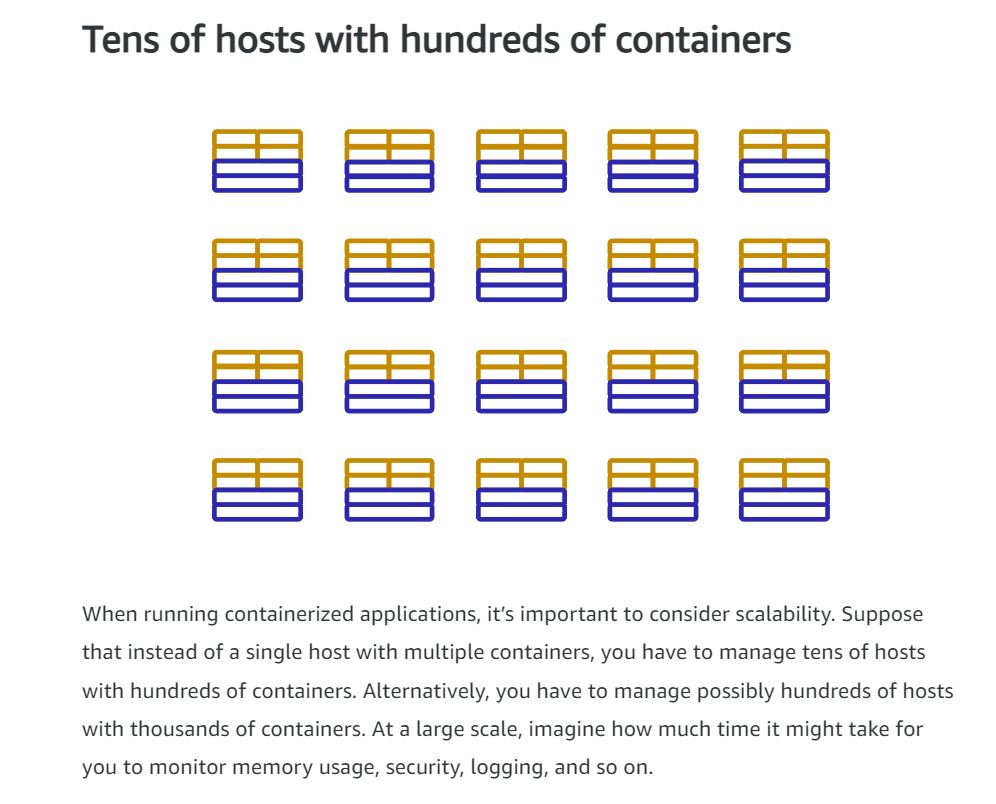 Tens of hosts with hundreds of containers
When running containerized applications, it’s important to consider scalability. Suppose
that instead of a single host with multiple containers, you have to manage tens of hosts
with hundreds of containers. Alternatively, you have to manage possibly hundreds of hosts
with thousands of containers. At a large scale, imagine how much time it might take for
you to monitor memory usage, security, logging, and so on.